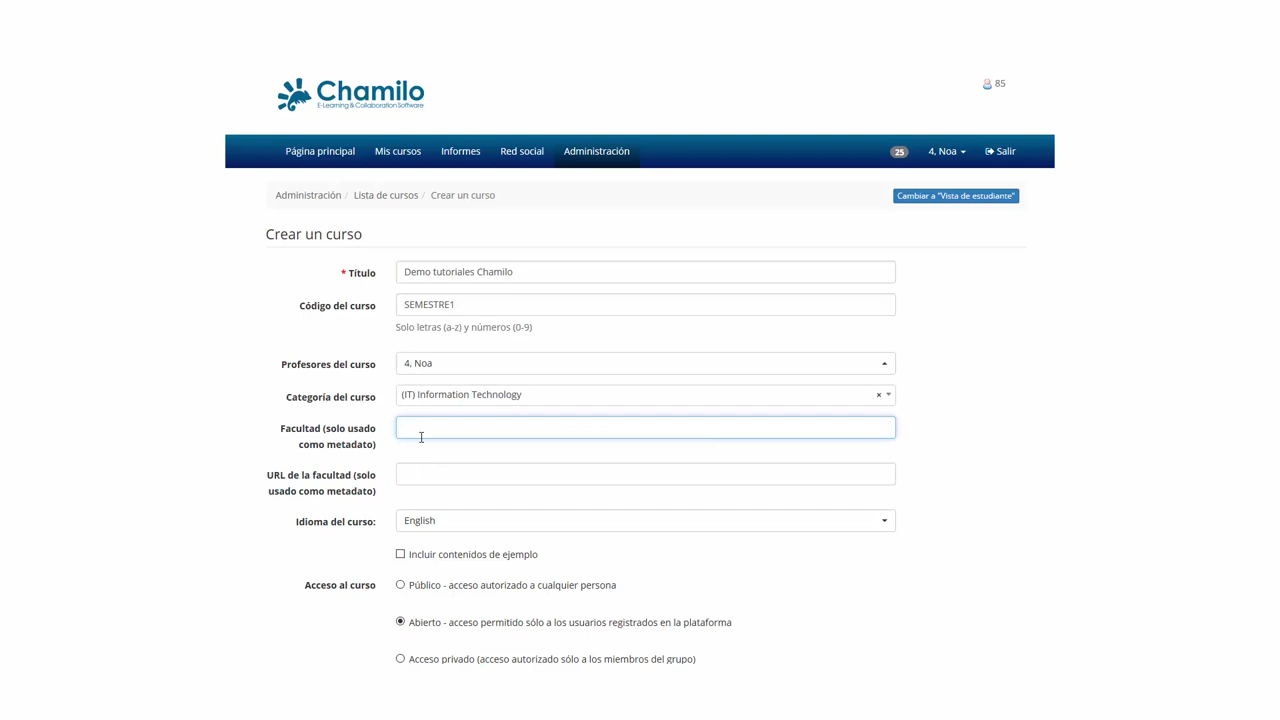 Chamilo
E-Learning & Collaboration Software
85
Página principal Mis cursos Informes Red social Administración 25 4, Noa Salir
Administración / Lista de cursos / Crear un curso Cambiar a "Vista de estudiante"
Crear un curso
* Título Demo tutoriales Chamilo
Código del curso SEMESTRE1
Solo letras (a-z) y números (0-9)
Profesores del curso 4, Noa
Categoría del curso (IT) Information Technology × 
Facultad (solo usado
como metadato)
URL de la facultad (solo
usado como metadato)
Idioma del curso: English
Incluir contenidos de ejemplo
Acceso al curso Público - acceso autorizado a cualquier persona
Abierto - acceso permitido sólo a los usuarios registrados en la plataforma
Acceso privado (acceso autorizado sólo a los miembros del grupo)